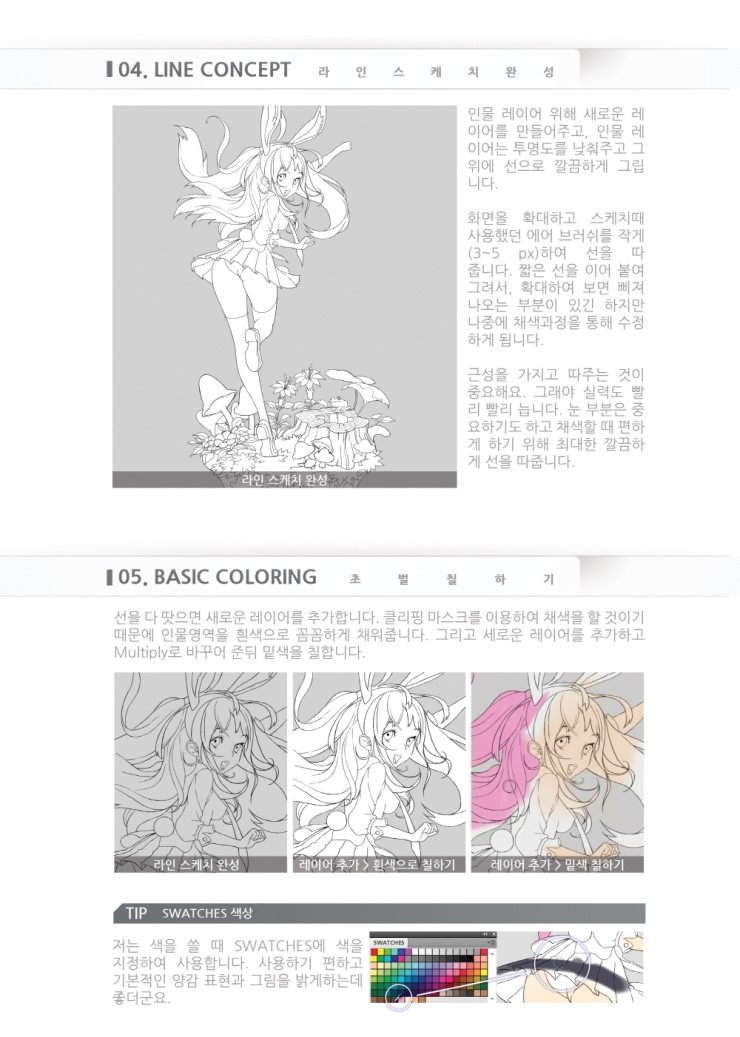 04. LINE CONCEPT 라 인 스 케 치 완 성
인물 레이어 위해 새로운 레
이어를 만들어주고, 인물 레
이어는 투명도를 낮춰주고 그
위에 선으로 깔끔하게 그립
니다.
화면을 확대하고 스케치때
사용했던 에어 브러쉬를 작게
(3~5 px)하여 선을 따
줍니다. 짧은 선을 이어 붙여
그려서, 확대하여 보면 삐져
나오는 부분이 있긴 하지만
나중에 채색과정을 통해 수정
하게 됩니다.
근성을 가지고 따주는 것이
중요해요. 그래야 실력도 빨
리 빨리 늡니다. 눈 부분은 중
요하기도 하고 채색할 때 편하
게 하기 위해 최대한 깔끔하
게 선을 따줍니다.
라인 스케치 완성
05. BASIC COLORING 초 벌 칠 하 기
선을 다 땃으면 새로운 레이어를 추가합니다. 클리핑 마스크를 이용하여 채색을 할 것이기
때문에 인물영역을 흰색으로 꼼꼼하게 채워줍니다. 그리고 세로운 레이어를 추가하고
Multiply로 바꾸어 준뒤 밑색을 칠합니다.
라인 스케치 완성
레이어 추가 > 흰색으로 칠하기
레이어 추가 > 밑색 칠하기
TIP SWATCHES 색상
저는 색을 쓸 때 SWATCHES에 색을
지정하여 사용합니다. 사용하기 편하고
기본적인 양감 표현과 그림을 밝게하는데
좋더군요.
SWATCHES